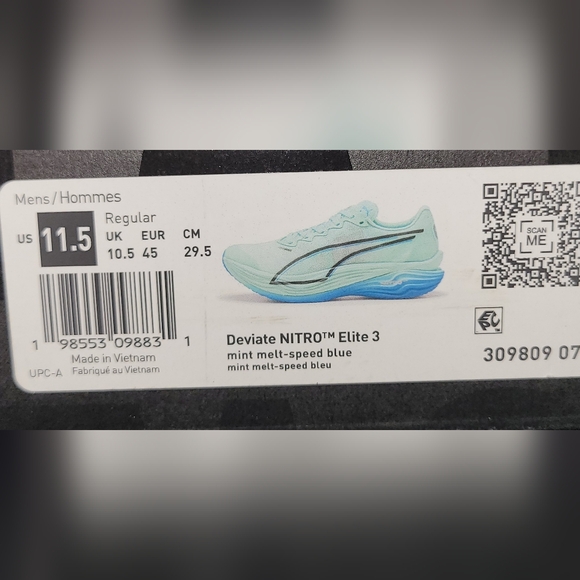 Mens/Hommes
Regular
US 11.5 UK EUR CM
10.5 45 29.5
1 98553 09883 1
Made in Vietnam
UPC-A Fabriqué au Vietnam
Deviate NITRO™ Elite 3
mint melt-speed blue
mint melt-speed bleu
SCAN
ME
309809 07